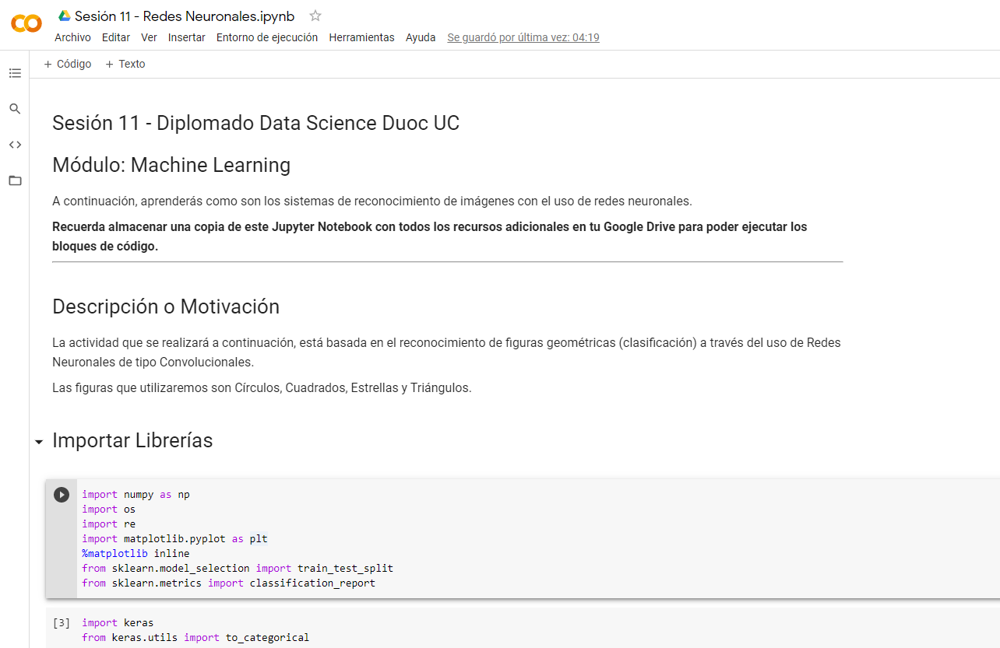 Sesión 11 - Redes Neuronales.ipynb
Archivo Editar Ver Insertar Entorno de ejecución Herramientas Ayuda Se guardó por última vez: 04:19
+ Código + Texto
Sesión 11 - Diplomado Data Science Duoc UC
Módulo: Machine Learning
A continuación, aprenderás como son los sistemas de reconocimiento de imágenes con el uso de redes neuronales.
Recuerda almacenar una copia de este Jupyter Notebook con todos los recursos adicionales en tu Google Drive para poder ejecutar los
bloques de código.
Descripción o Motivación
La actividad que se realizará a continuación, está basada en el reconocimiento de figuras geométricas (clasificación) a través del uso de Redes
Neuronales de tipo Convolucionales.
Las figuras que utilizaremos son Círculos, Cuadrados, Estrellas y Triángulos.
Importar Librerías
import numpy as np
import os
import re
import matplotlib.pyplot as plt
%matplotlib inline
from sklearn.model_selection import train_test_split
from sklearn.metrics import classification_report
[3] import keras
from keras.utils import to_categorical